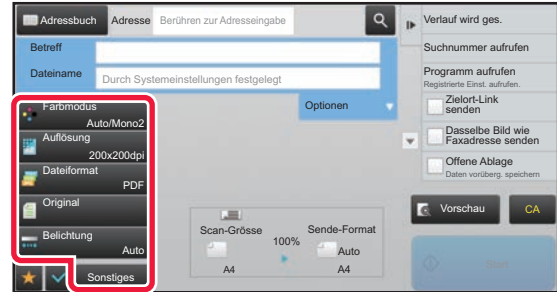 Adressbuch
Adresse
Berühren zur Adresseingabe
Verlauf wird ges.
Betreff
Suchnummer aufrufen
Dateiname
Durch Systemeinstellungen festgelegt
Programm aufrufen
Registrierte Einst. aufrufen.
Optionen
Zielort-Link
senden
Farbmodus
Auto/Mono2
Auflösung
200x200dpi
Dasselbe Bild wie
Faxadresse senden
Dateiformat
PDF
Offene Ablage
Daten vorüberg. speichern
Original
Vorschau
CA
Scan-Grösse
100%
Sende-Format
Auto
A4
A4
Belichtung
Auto
Sonstiges
Start